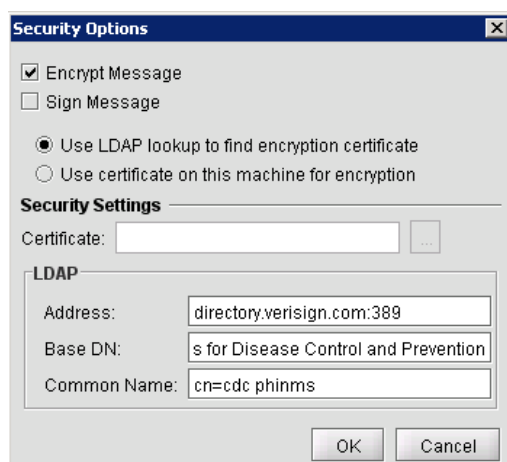 Security Options
Encrypt Message
Sign Message
Use LDAP lookup to find encryption certificate
Use certificate on this machine for encryption
Security Settings
Certificate:
...
LDAP
Address: directory.verisign.com:389
Base DN: s for Disease Control and Prevention
Common Name: cn=cdc phinms
OK Cancel